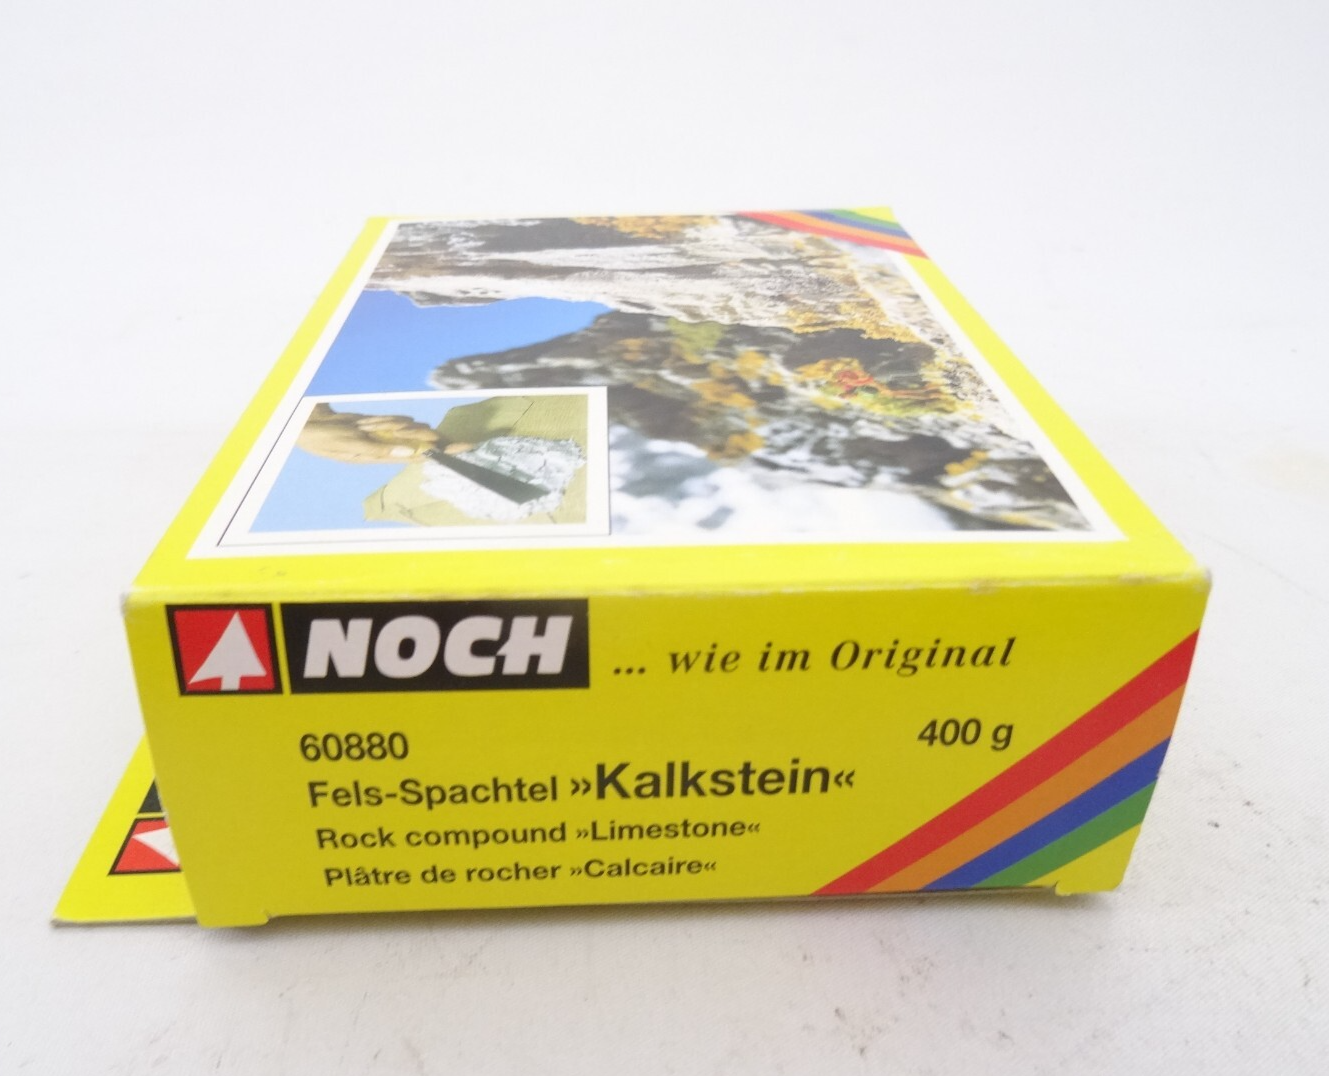 NOCH ... wie im Original
60880 400 g
Fels-Spachtel »Kalkstein«
Rock compound »Limestone«
Plâtre de rocher »Calcaire«